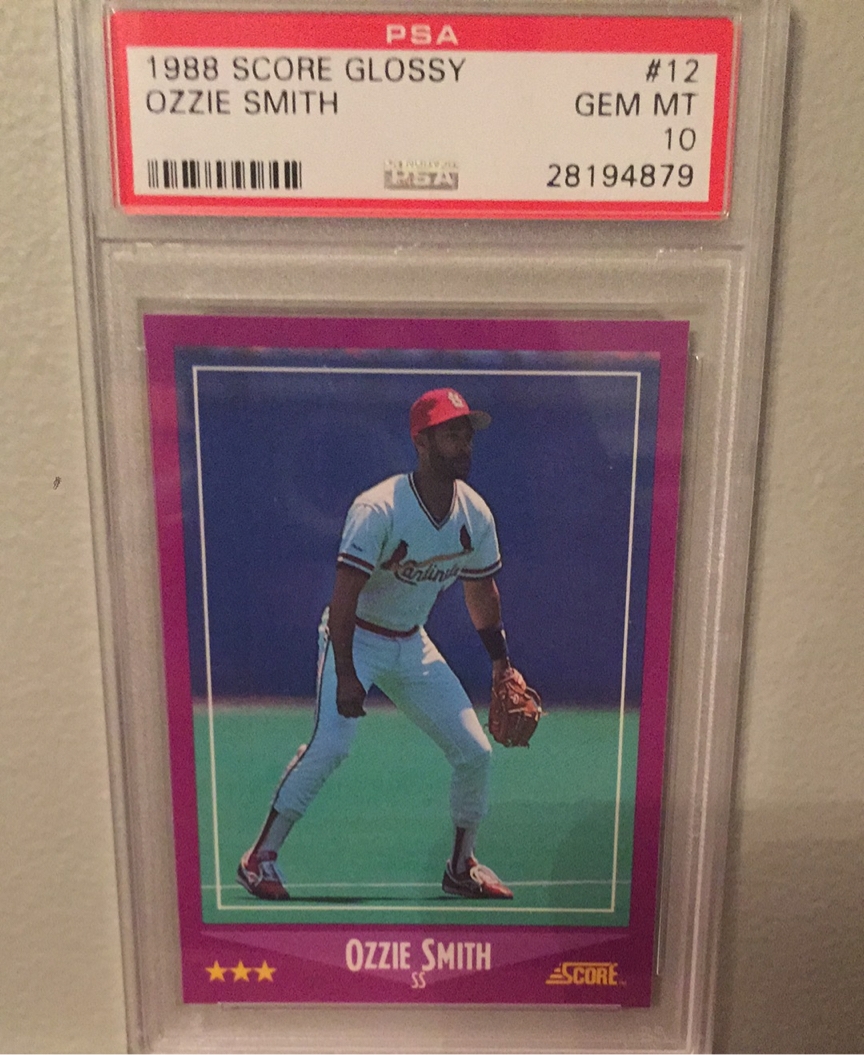 PSA
1988 SCORE GLOSSY #12
OZZIE SMITH GEM MT
10
PSA 28194879
Cardinals
OZZIE SMITH
SS
SCORE